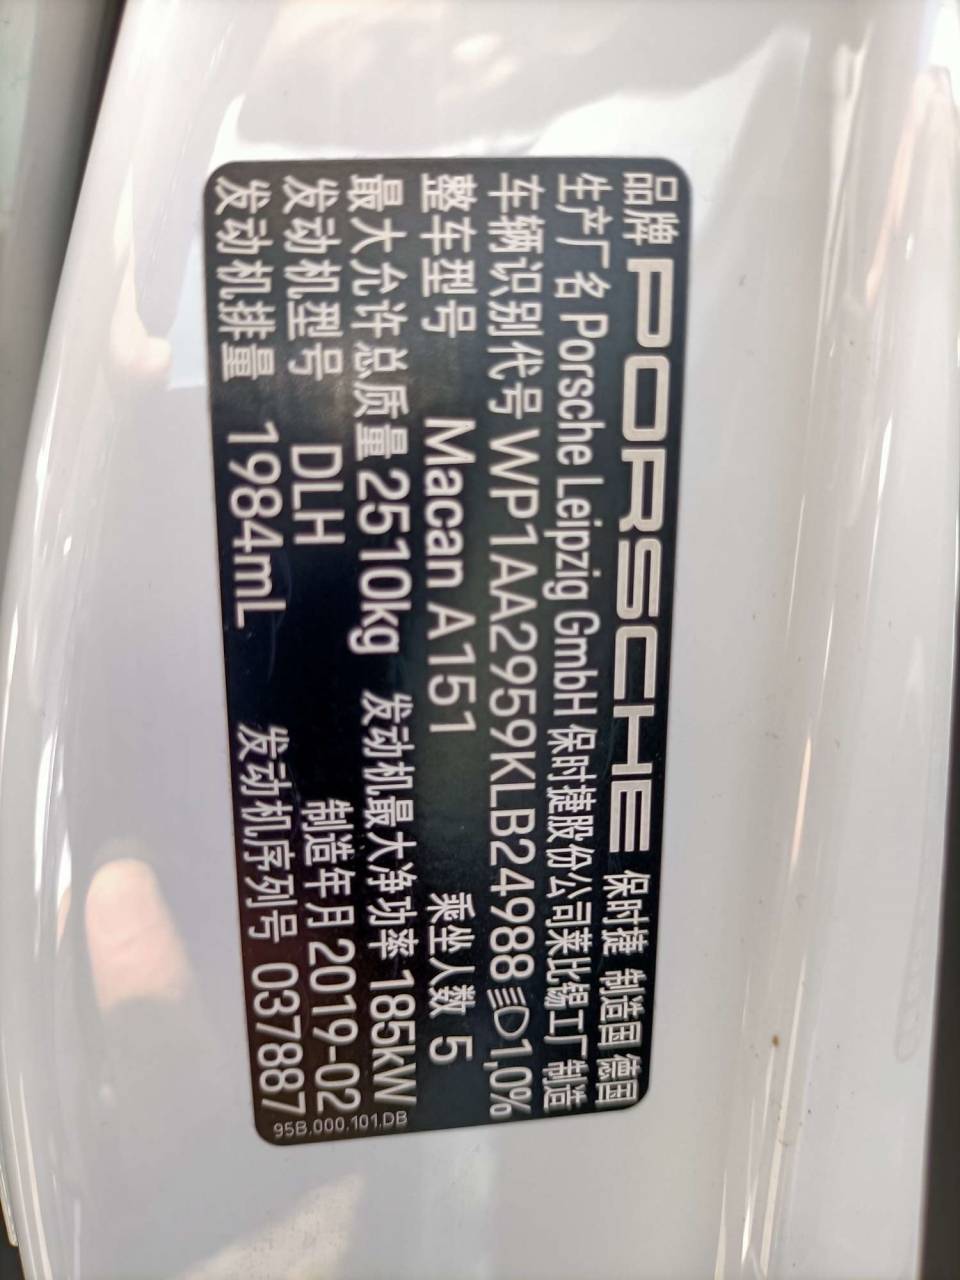 品牌 PORSCHE 保时捷 制造国 德国
生产厂名 Porsche Leipzig GmbH 保时捷股份公司莱比锡工厂制造
车辆识别代号 WP1AA2959KLB24988 1,0%
整车型号 Macan A151 乘坐人数 5
最大允许总质量 2510kg 发动机最大净功率 185kW
发动机型号 DLH 制造年月 2019-02
发动机排量 1984mL 发动机序列号 037887
95B.000.101.DB